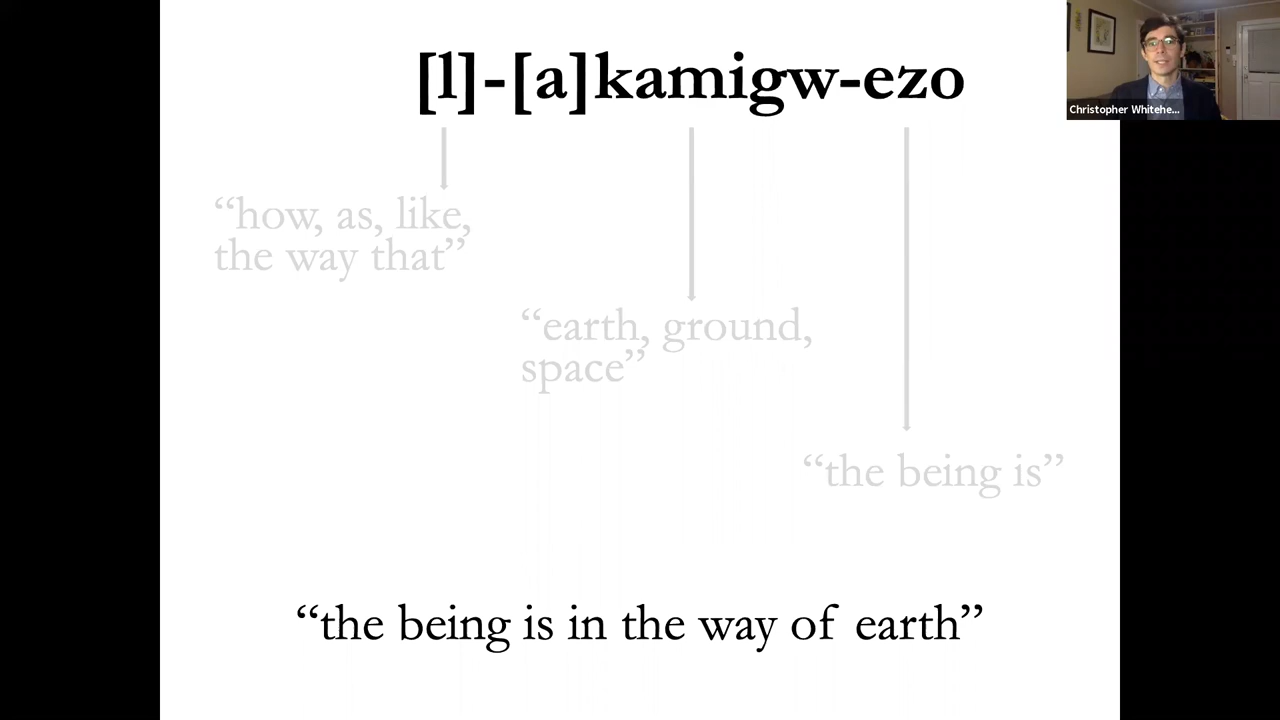 [l]-[a]kamigw-ezo
Christopher Whitehe...
“how, as, like,
the way that”
“earth, ground,
space”
“the being is”
“the being is in the way of earth”